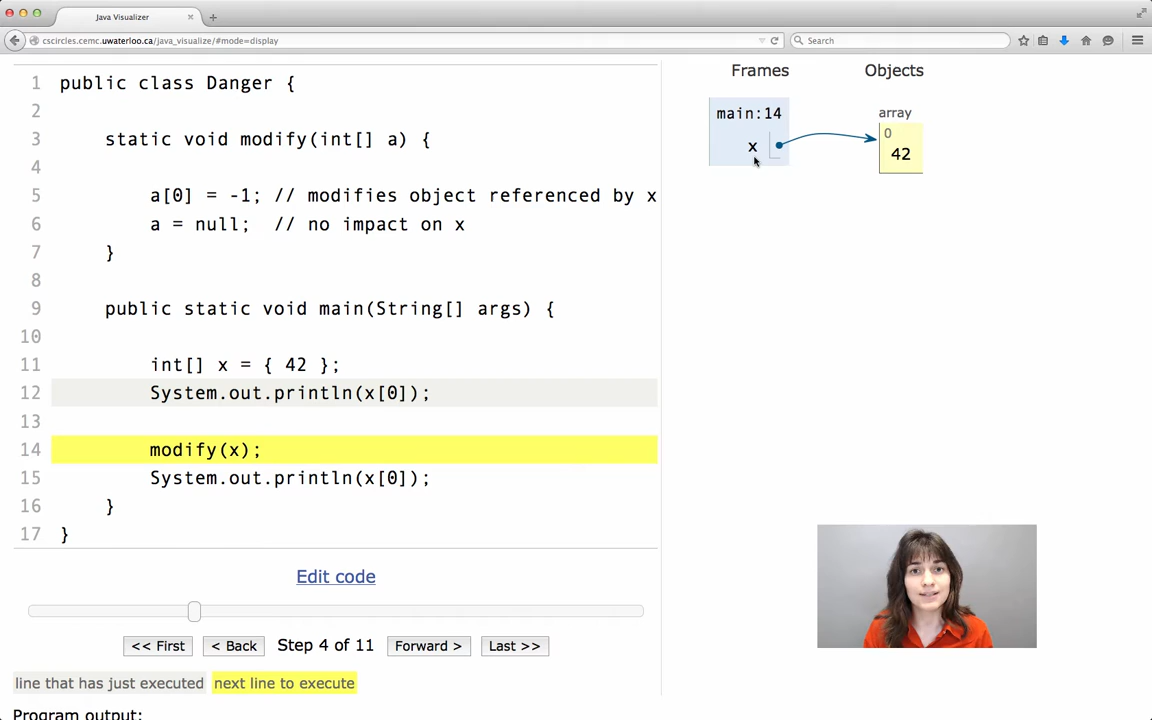 Java Visualizer
cscircles.cemc.uwaterloo.ca/java_visualize/#mode=display
Search
1 public class Danger {
2
3 static void modify(int[] a) {
4
5 a[0] = -1; // modifies object referenced by x
6 a = null; // no impact on x
7 }
8
9 public static void main(String[] args) {
10
11 int[] x = { 42 };
12 System.out.println(x[0]);
13
14 modify(x);
15 System.out.println(x[0]);
16 }
17 }
Edit code
<< First
< Back
Step 4 of 11
Forward >
Last >>
line that has just executed
next line to execute
Program output:
Frames
Objects
main:14
x
array
0
42